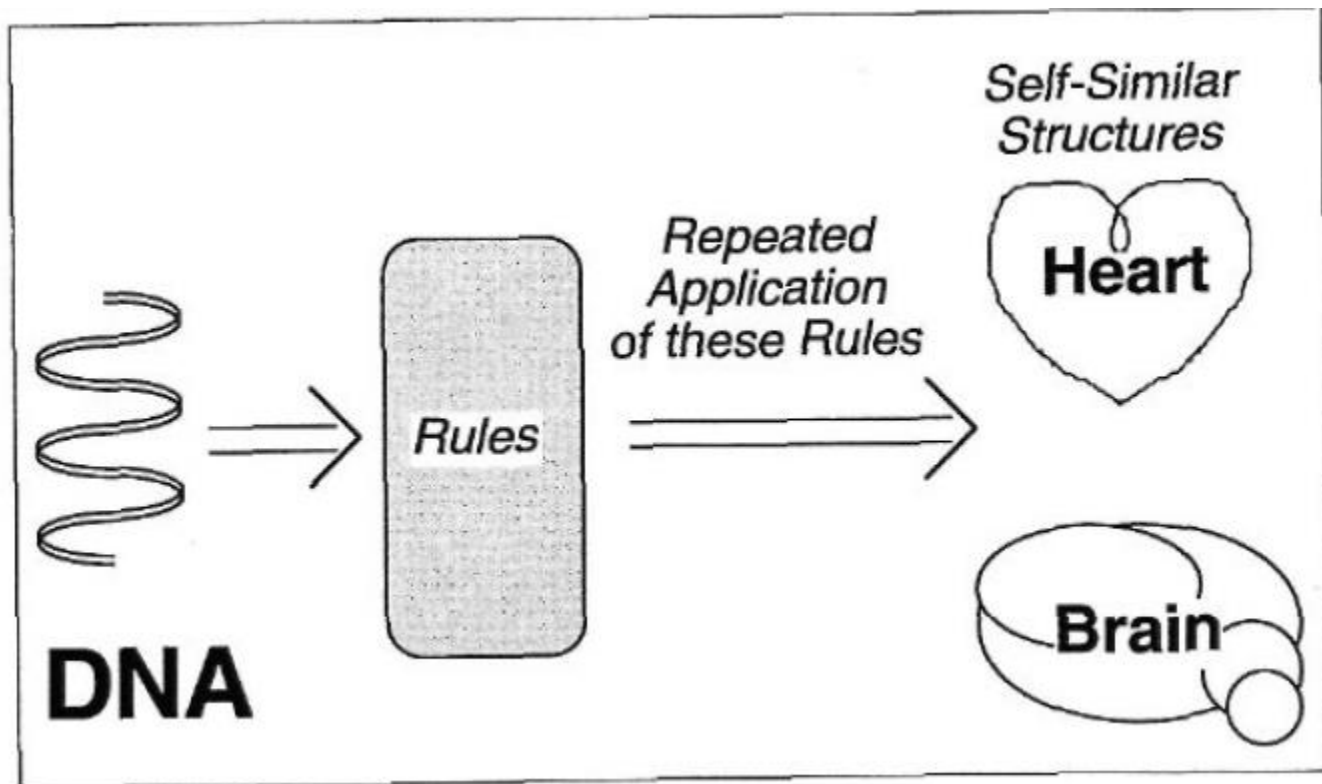 DNA
Rules
Repeated
Application
of these Rules
Self-Similar
Structures
Heart
Brain